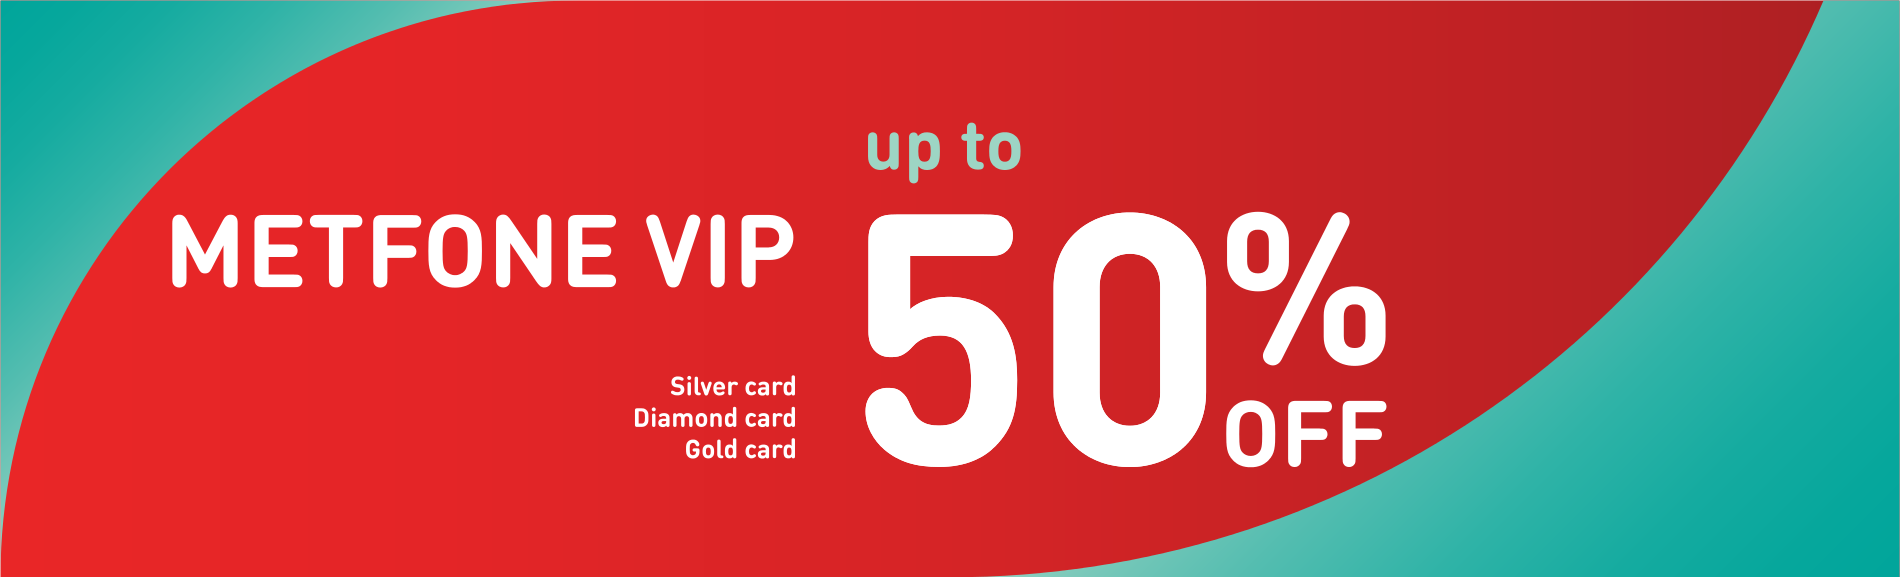 METFONE VIP
Silver card
Diamond card
Gold card
up to
50%
OFF